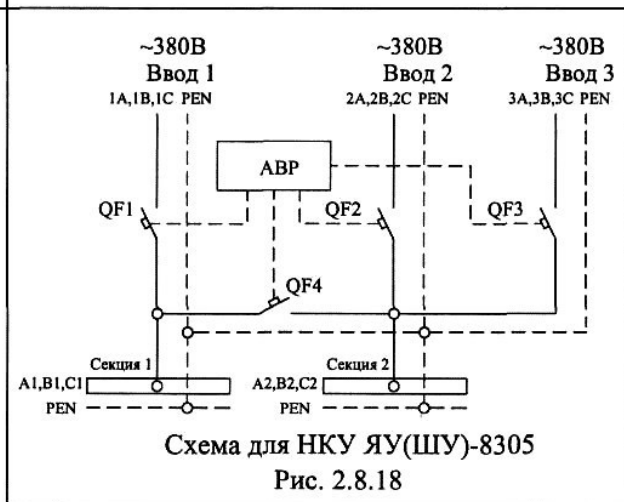 ~380В ~380В ~380В
Ввод 1 Ввод 2 Ввод 3
1А,1В,1С PEN 2А,2В,2С PEN 3А,3В,3С PEN
АВР
QF1 QF2 QF3
QF4
Секция 1 Секция 2
А1,В1,С1 А2,В2,С2
PEN PEN
Схема для НКУ ЯУ(ШУ)-8305
Рис. 2.8.18